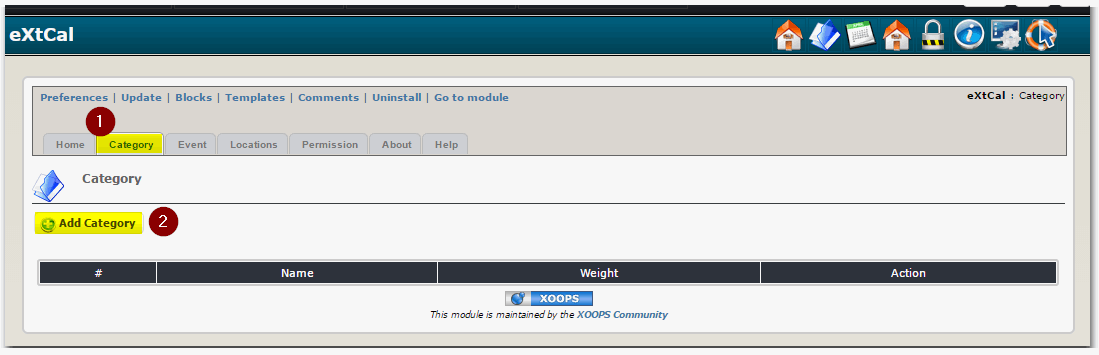 eXtCal
Preferences | Update | Blocks | Templates | Comments | Uninstall | Go to module
eXtCal : Category
1
Home Category Event Locations Permission About Help
Category
Add Category 2
# Name Weight Action
XOOPS
This module is maintained by the XOOPS Community